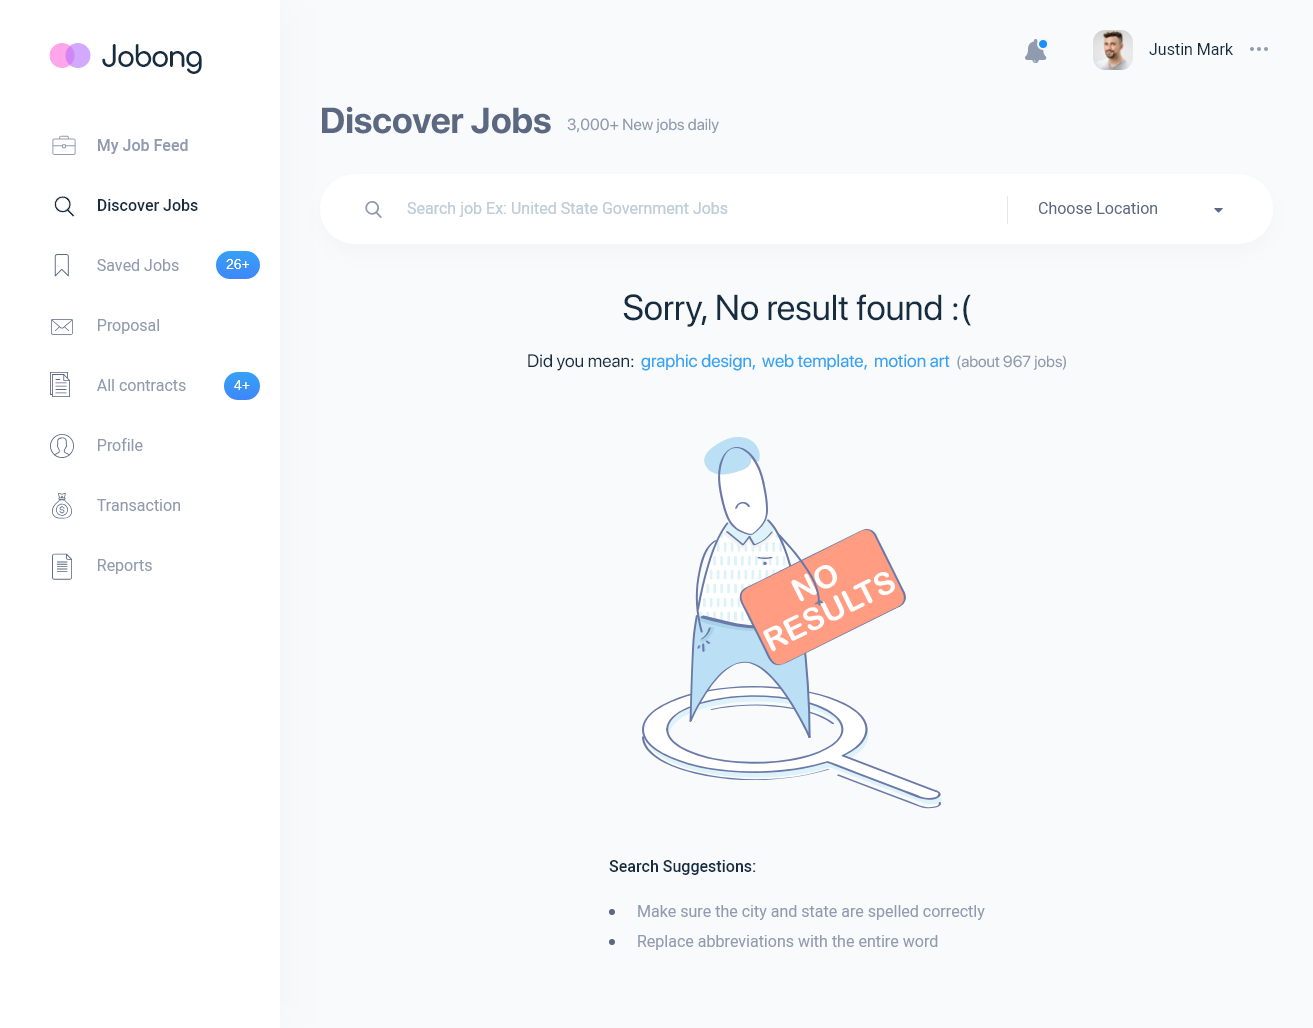 Jobong
Justin Mark
My Job Feed
Discover Jobs
Saved Jobs 26+
Proposal
All contracts 4+
Profile
Transaction
Reports
Discover Jobs 3,000+ New jobs daily
Search job Ex: United State Government Jobs Choose Location
Sorry, No result found :(
Did you mean: graphic design, web template, motion art (about 967 jobs)
NO
RESULTS
Search Suggestions:
Make sure the city and state are spelled correctly
Replace abbreviations with the entire word